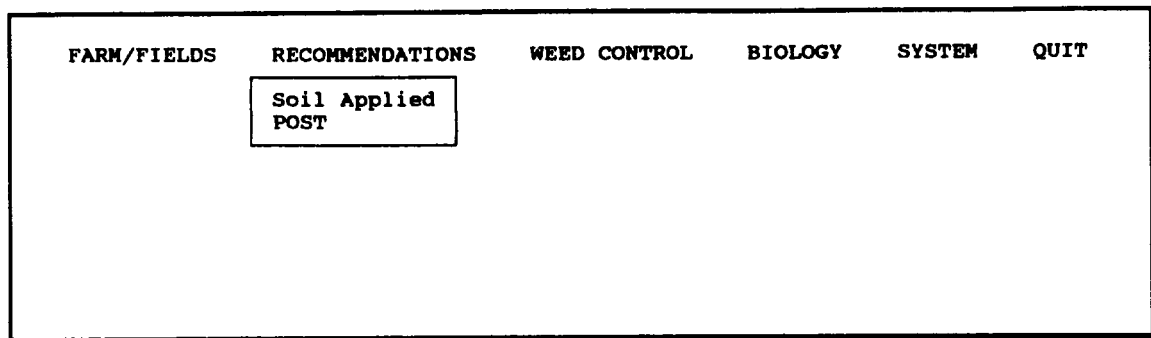 FARM/FIELDS RECOMMENDATIONS WEED CONTROL BIOLOGY SYSTEM QUIT
Soil Applied
POST